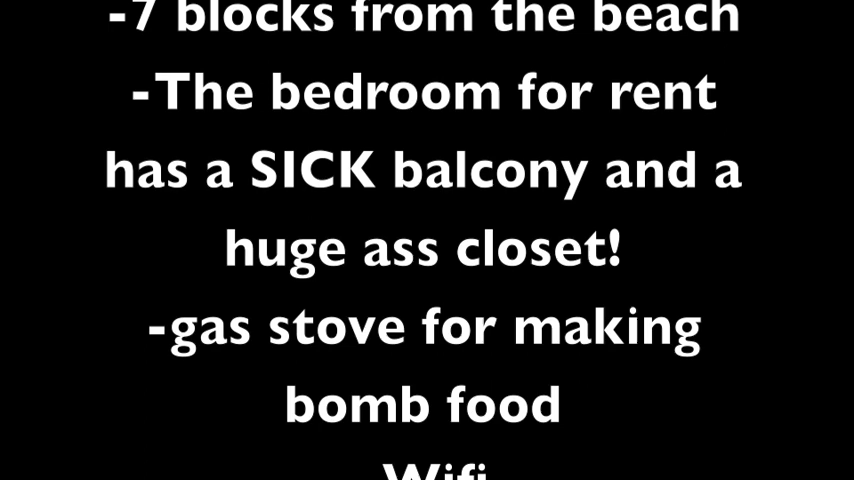 -7 blocks from the beach
-The bedroom for rent
has a SICK balcony and a
huge ass closet!
-gas stove for making
bomb food
Wifi